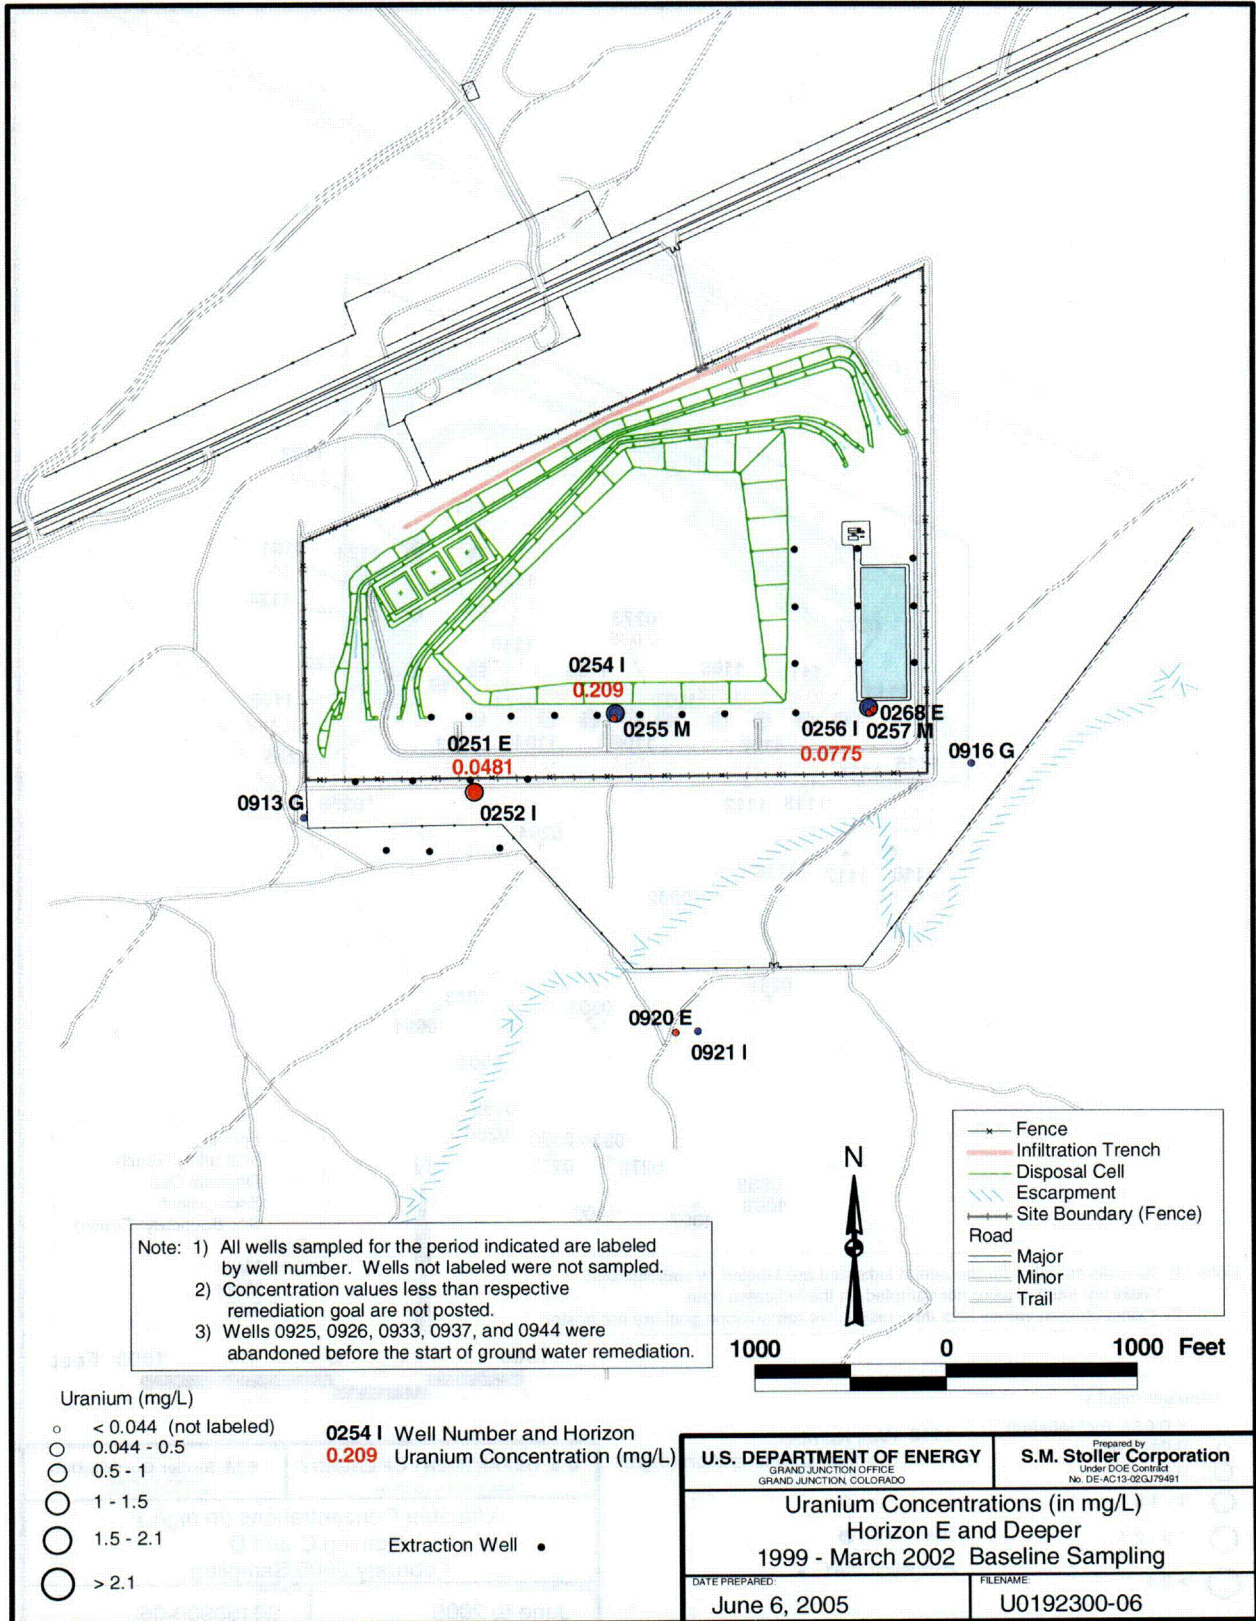 0254 I
0.209
0255 M
0268 E
0256 I
0257 M
0.0775
0251 E
0.0481
0916 G
0913 G
0252 I
0920 E
0921 I
Fence
Infiltration Trench
Disposal Cell
Escarpment
Site Boundary (Fence)
Road
Major
Minor
Trail
N
1000 0 1000 Feet
Note: 1) All wells sampled for the period indicated are labeled
by well number. Wells not labeled were not sampled.
2) Concentration values less than respective
remediation goal are not posted.
3) Wells 0925, 0926, 0933, 0937, and 0944 were
abandoned before the start of ground water remediation.
Uranium (mg/L)
< 0.044 (not labeled)
0.044 - 0.5
0.5 - 1
1 - 1.5
1.5 - 2.1
> 2.1
0254 I Well Number and Horizon
0.209 Uranium Concentration (mg/L)
Extraction Well
U.S. DEPARTMENT OF ENERGY
GRAND JUNCTION OFFICE
GRAND JUNCTION, COLORADO
Prepared by
S.M. Stoller Corporation
Under DOE Contract
No. DE-AC13-02GJ79491
Uranium Concentrations (in mg/L)
Horizon E and Deeper
1999 - March 2002 Baseline Sampling
DATE PREPARED:
June 6, 2005
FILENAME:
U0192300-06